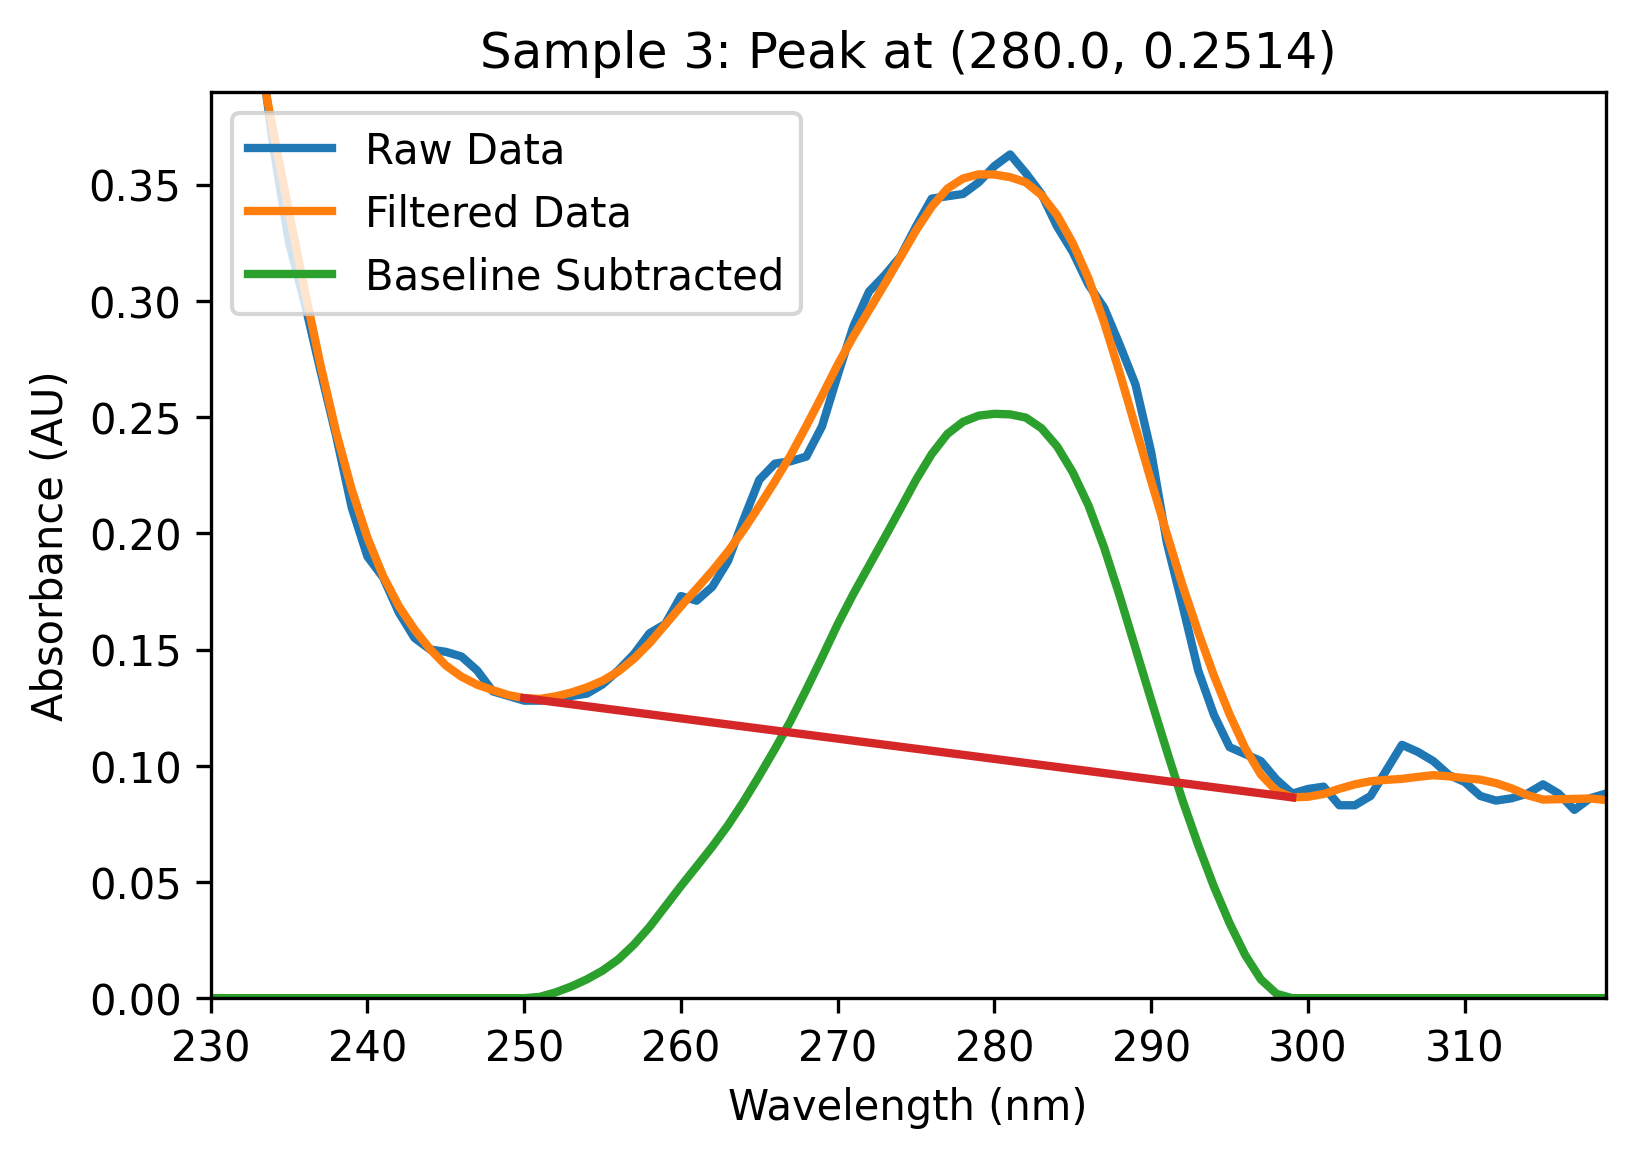 Sample 3: Peak at (280.0, 0.2514)
Raw Data
Filtered Data
Baseline Subtracted
Absorbance (AU)
0.35
0.30
0.25
0.20
0.15
0.10
0.05
0.00
230 240 250 260 270 280 290 300 310
Wavelength (nm)